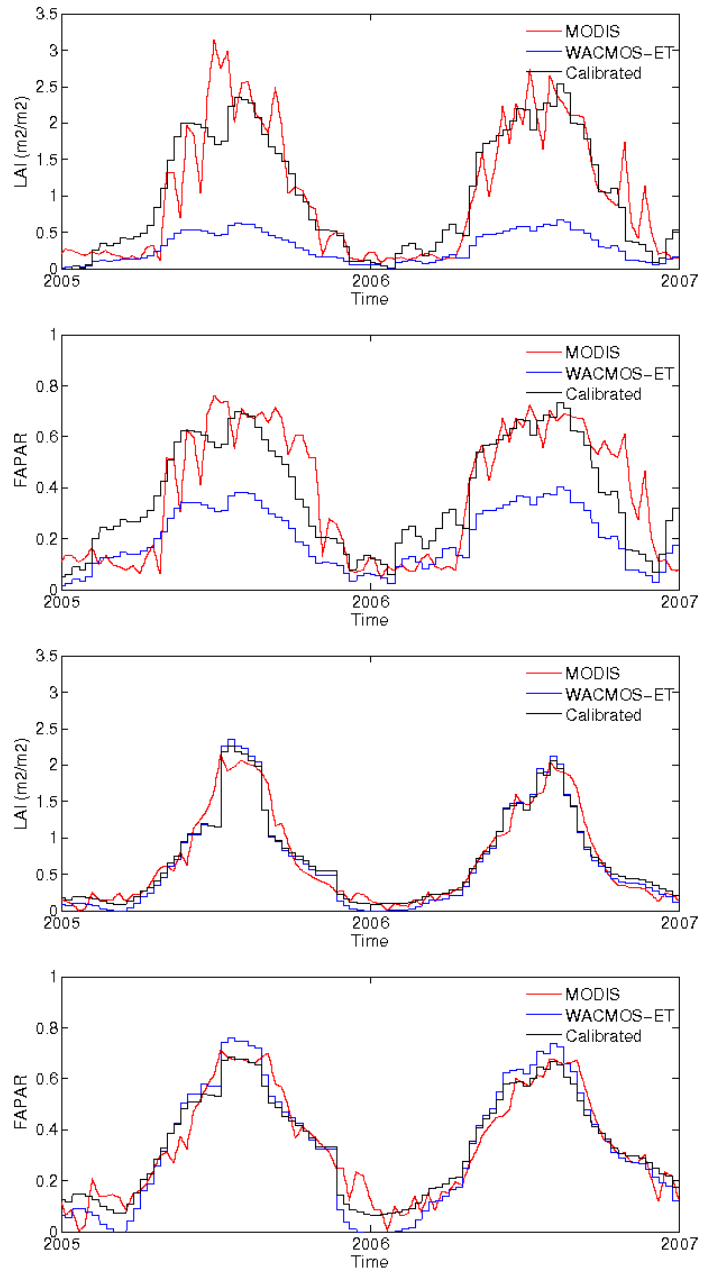 3.5
3
2.5
2
1.5
1
0.5
0
LAI (m2/m2)
MODIS
WACMOS-ET
Calibrated
2005
2006
2007
Time
1
0.8
0.6
0.4
0.2
0
FAPAR
MODIS
WACMOS-ET
Calibrated
2005
2006
2007
Time
3.5
3
2.5
2
1.5
1
0.5
0
LAI (m2/m2)
MODIS
WACMOS-ET
Calibrated
2005
2006
2007
Time
1
0.8
0.6
0.4
0.2
0
FAPAR
MODIS
WACMOS-ET
Calibrated
2005
2006
2007
Time